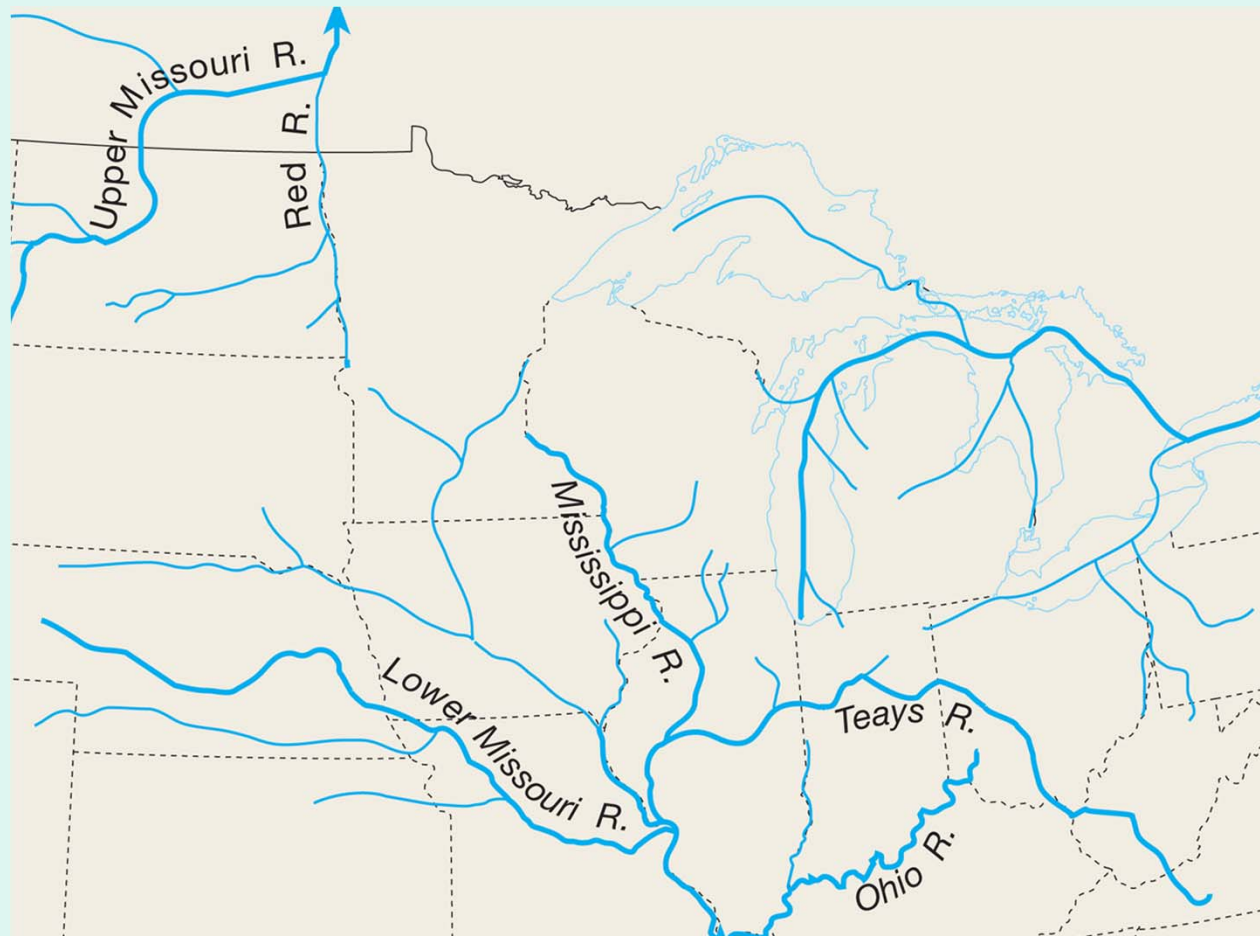 Upper Missouri R.
Red R.
Mississippi R.
Lower Missouri R.
Teays R.
Ohio R.